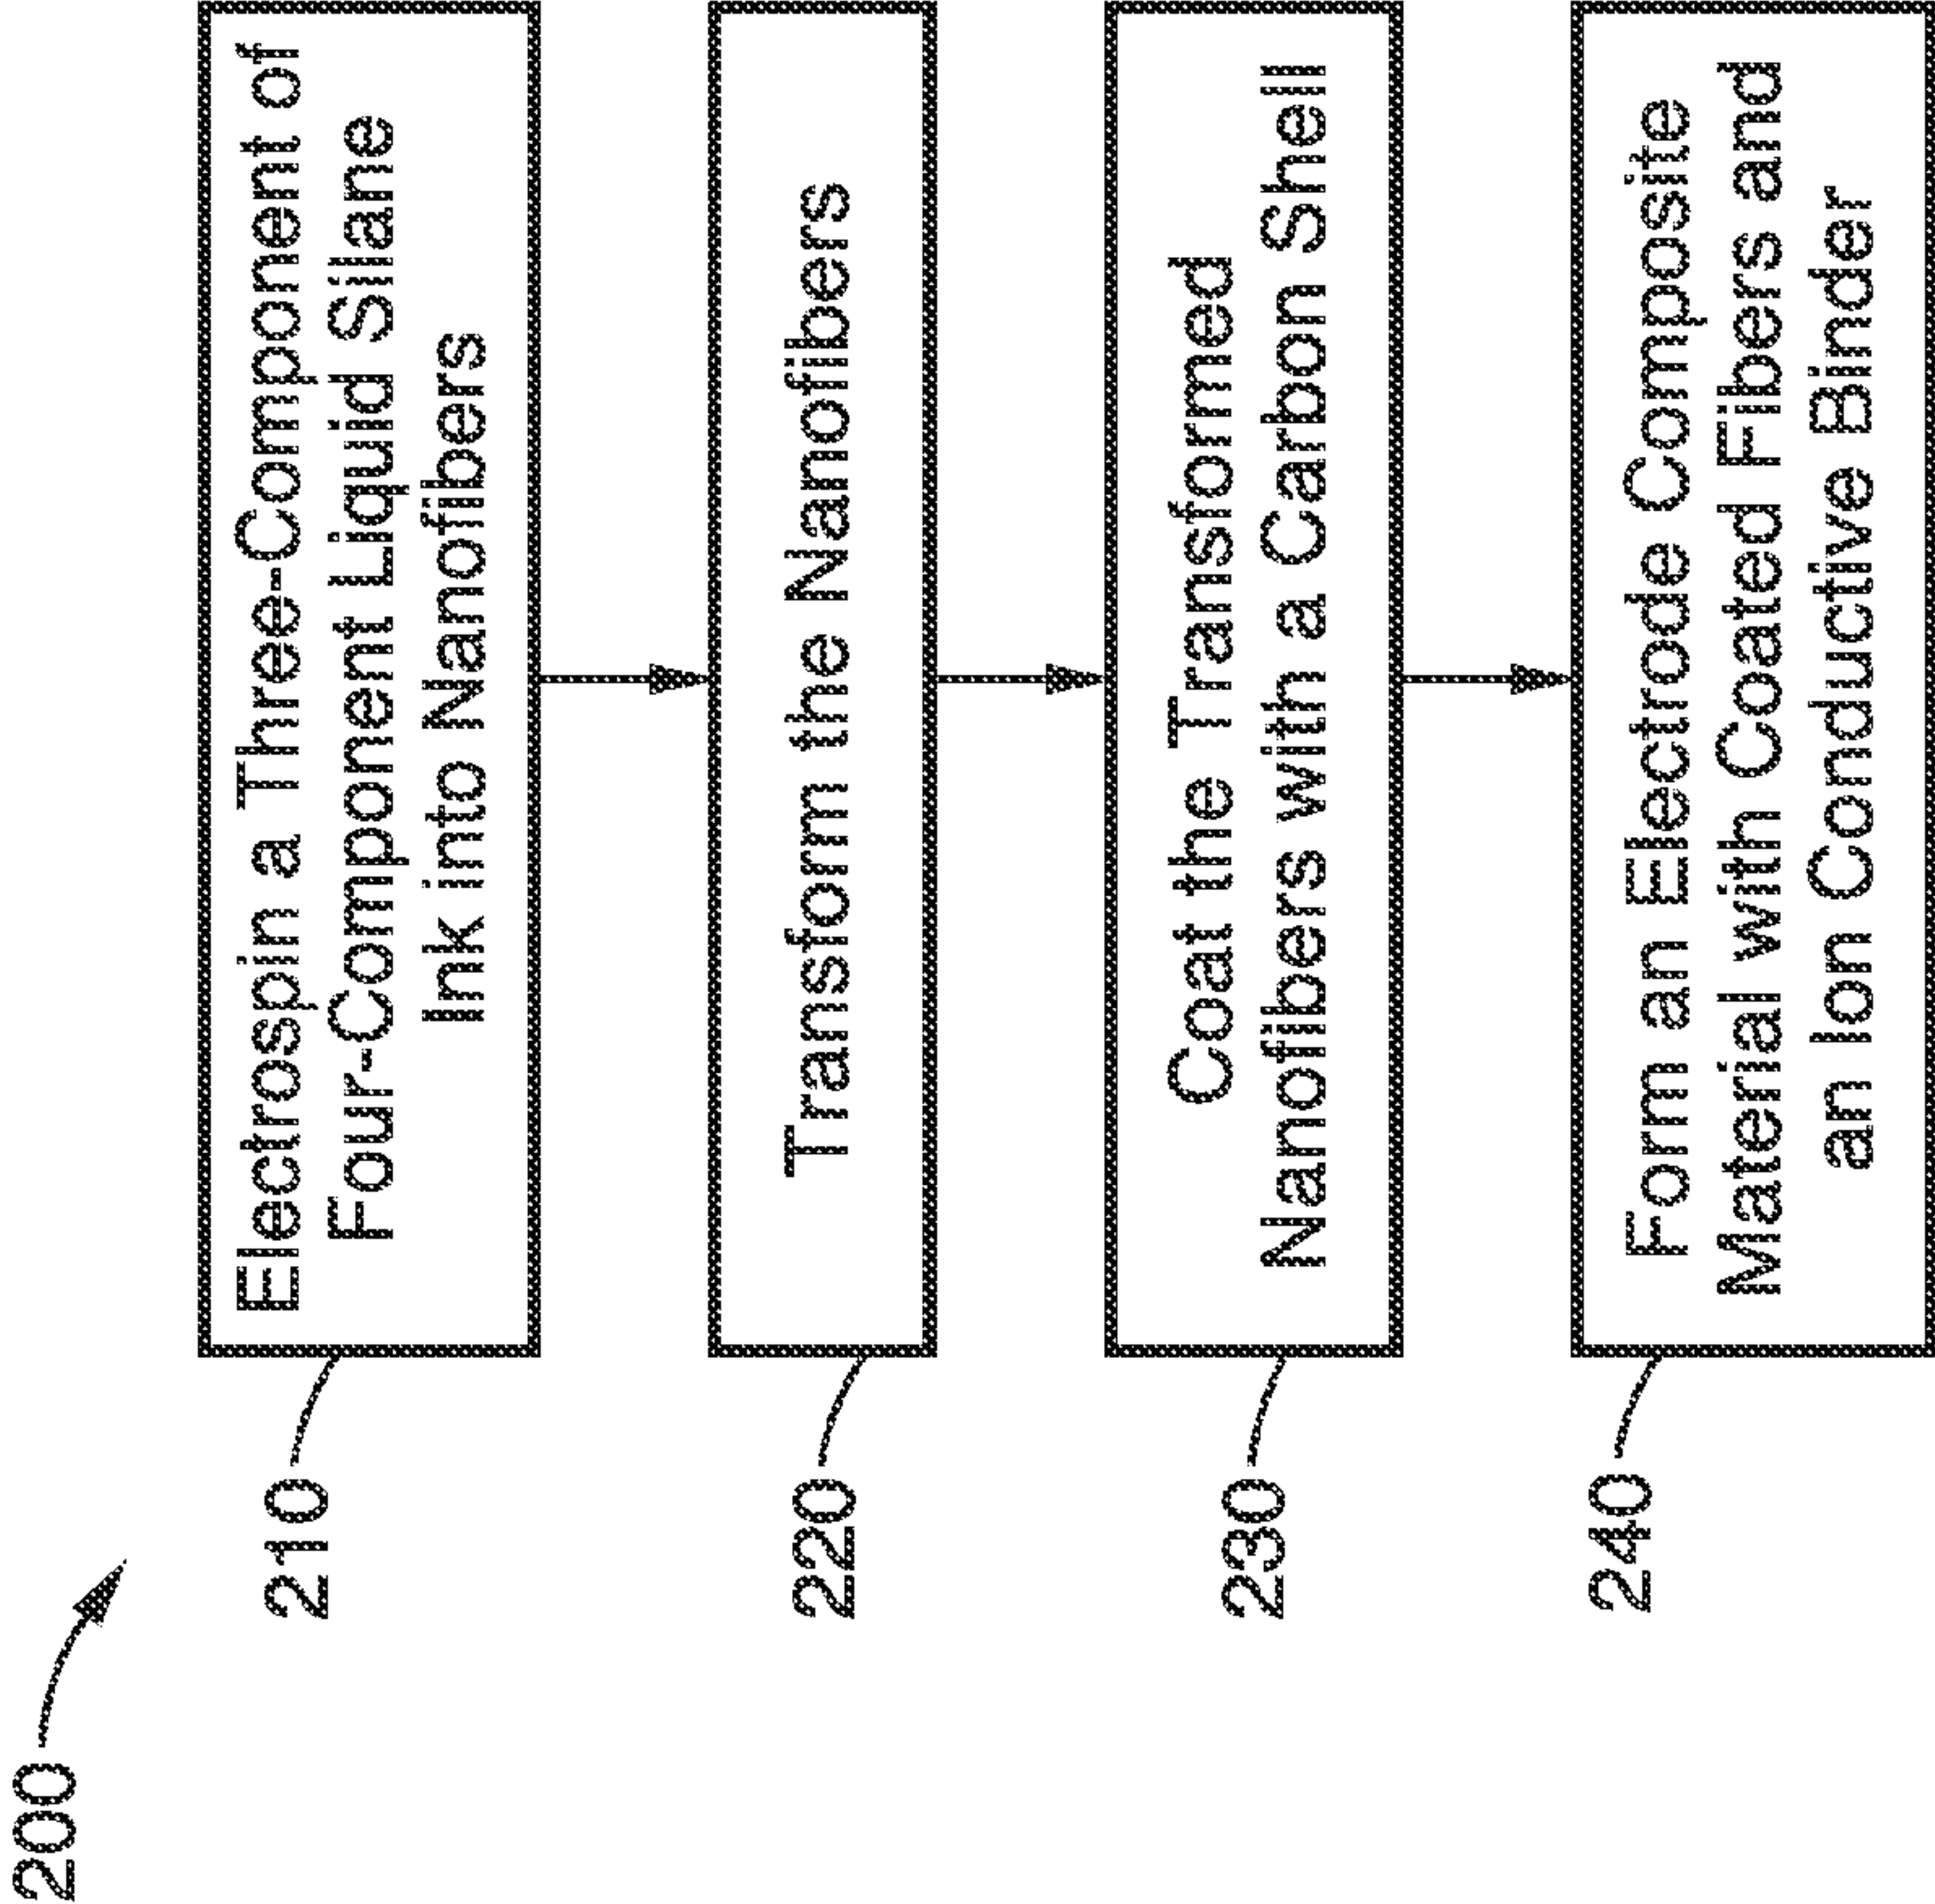 200
210
Electrospin a Three-Component of
Four-Component Liquid Silane
Ink into Nanofibers
220
Transform the Nanofibers
230
Coat the Transformed
Nanofibers with a Carbon Shell
240
Form an Electrode Composite
Material with Coated Fibers and
an Ion Conductive Binder